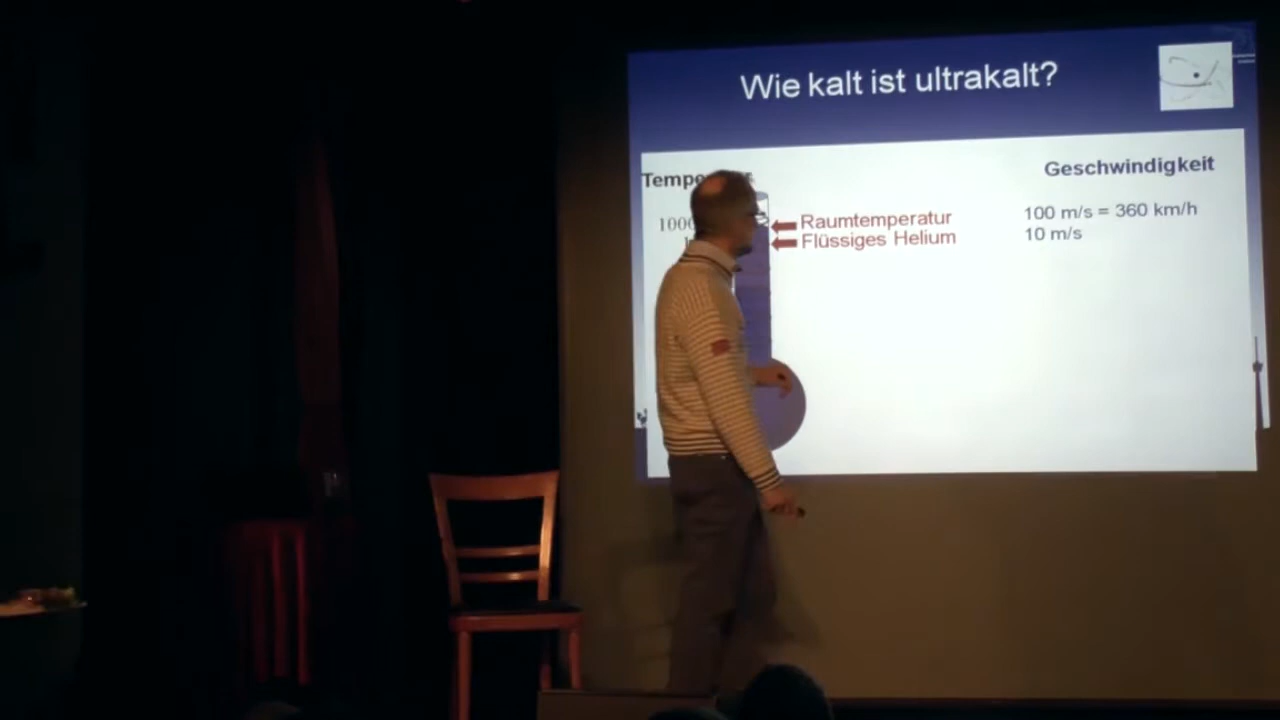 Wie kalt ist ultrakalt?
Geschwindigkeit
Raumtemperatur
100 m/s = 360 km/h
Flüssiges Helium
10 m/s